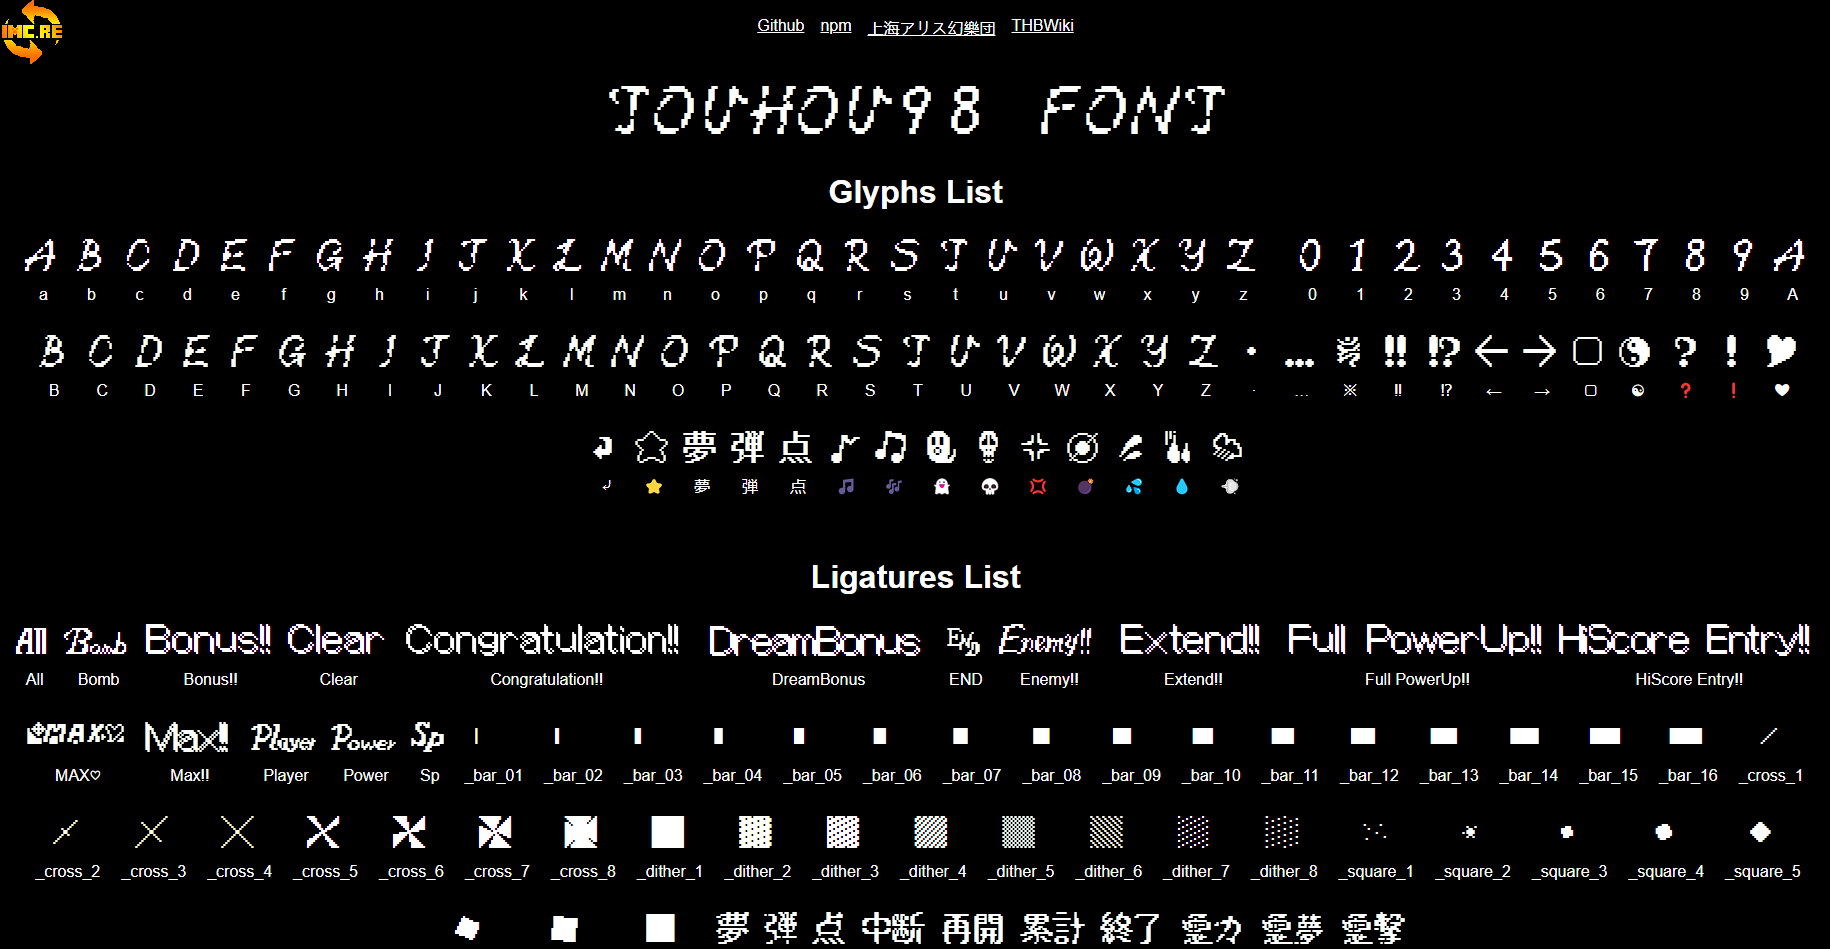 IMC.RE
Github npm 上海アリス幻樂団 THBWiki
TOUHOU98 FONT
Glyphs List
A B C D E F G H I J K L M N O P Q R S T U V W X Y Z 0 1 2 3 4 5 6 7 8 9 A
a b c d e f g h i j k l m n o p q r s t u v w x y z 0 1 2 3 4 5 6 7 8 9 A
B C D E F G H I J K L M N O P Q R S T U V W X Y Z · … ※ ‼ ⁉ ← → ▢ ☯ ? ! ♥
B C D E F G H I J K L M N O P Q R S T U V W X Y Z · … ※ ‼ ⁉ ← → ▢ ☯ ❓ ❗ ♥
⤶ ☆ 夢 弾 点 🎵 🎶 👻 💀 💢 💣 💦 💧 💨
⤶ ⭐ 夢 弾 点 🎵 🎶 👻 💀 💢 💣 💦 💧 💨
Ligatures List
All Bomb Bonus!! Clear Congratulation!! DreamBonus END Enemy!! Extend!! Full PowerUp!! HiScore Entry!!
All Bomb Bonus!! Clear Congratulation!! DreamBonus END Enemy!! Extend!! Full PowerUp!! HiScore Entry!!
MAX♡ Max!! Player Power Sp
MAX♡ Max!! Player Power Sp _bar_01 _bar_02 _bar_03 _bar_04 _bar_05 _bar_06 _bar_07 _bar_08 _bar_09 _bar_10 _bar_11 _bar_12 _bar_13 _bar_14 _bar_15 _bar_16 _cross_1
_cross_2 _cross_3 _cross_4 _cross_5 _cross_6 _cross_7 _cross_8 _dither_1 _dither_2 _dither_3 _dither_4 _dither_5 _dither_6 _dither_7 _dither_8 _square_1 _square_2 _square_3 _square_4 _square_5
夢 弾 点 中断 再開 累計 終了 靈力 靈夢 靈撃